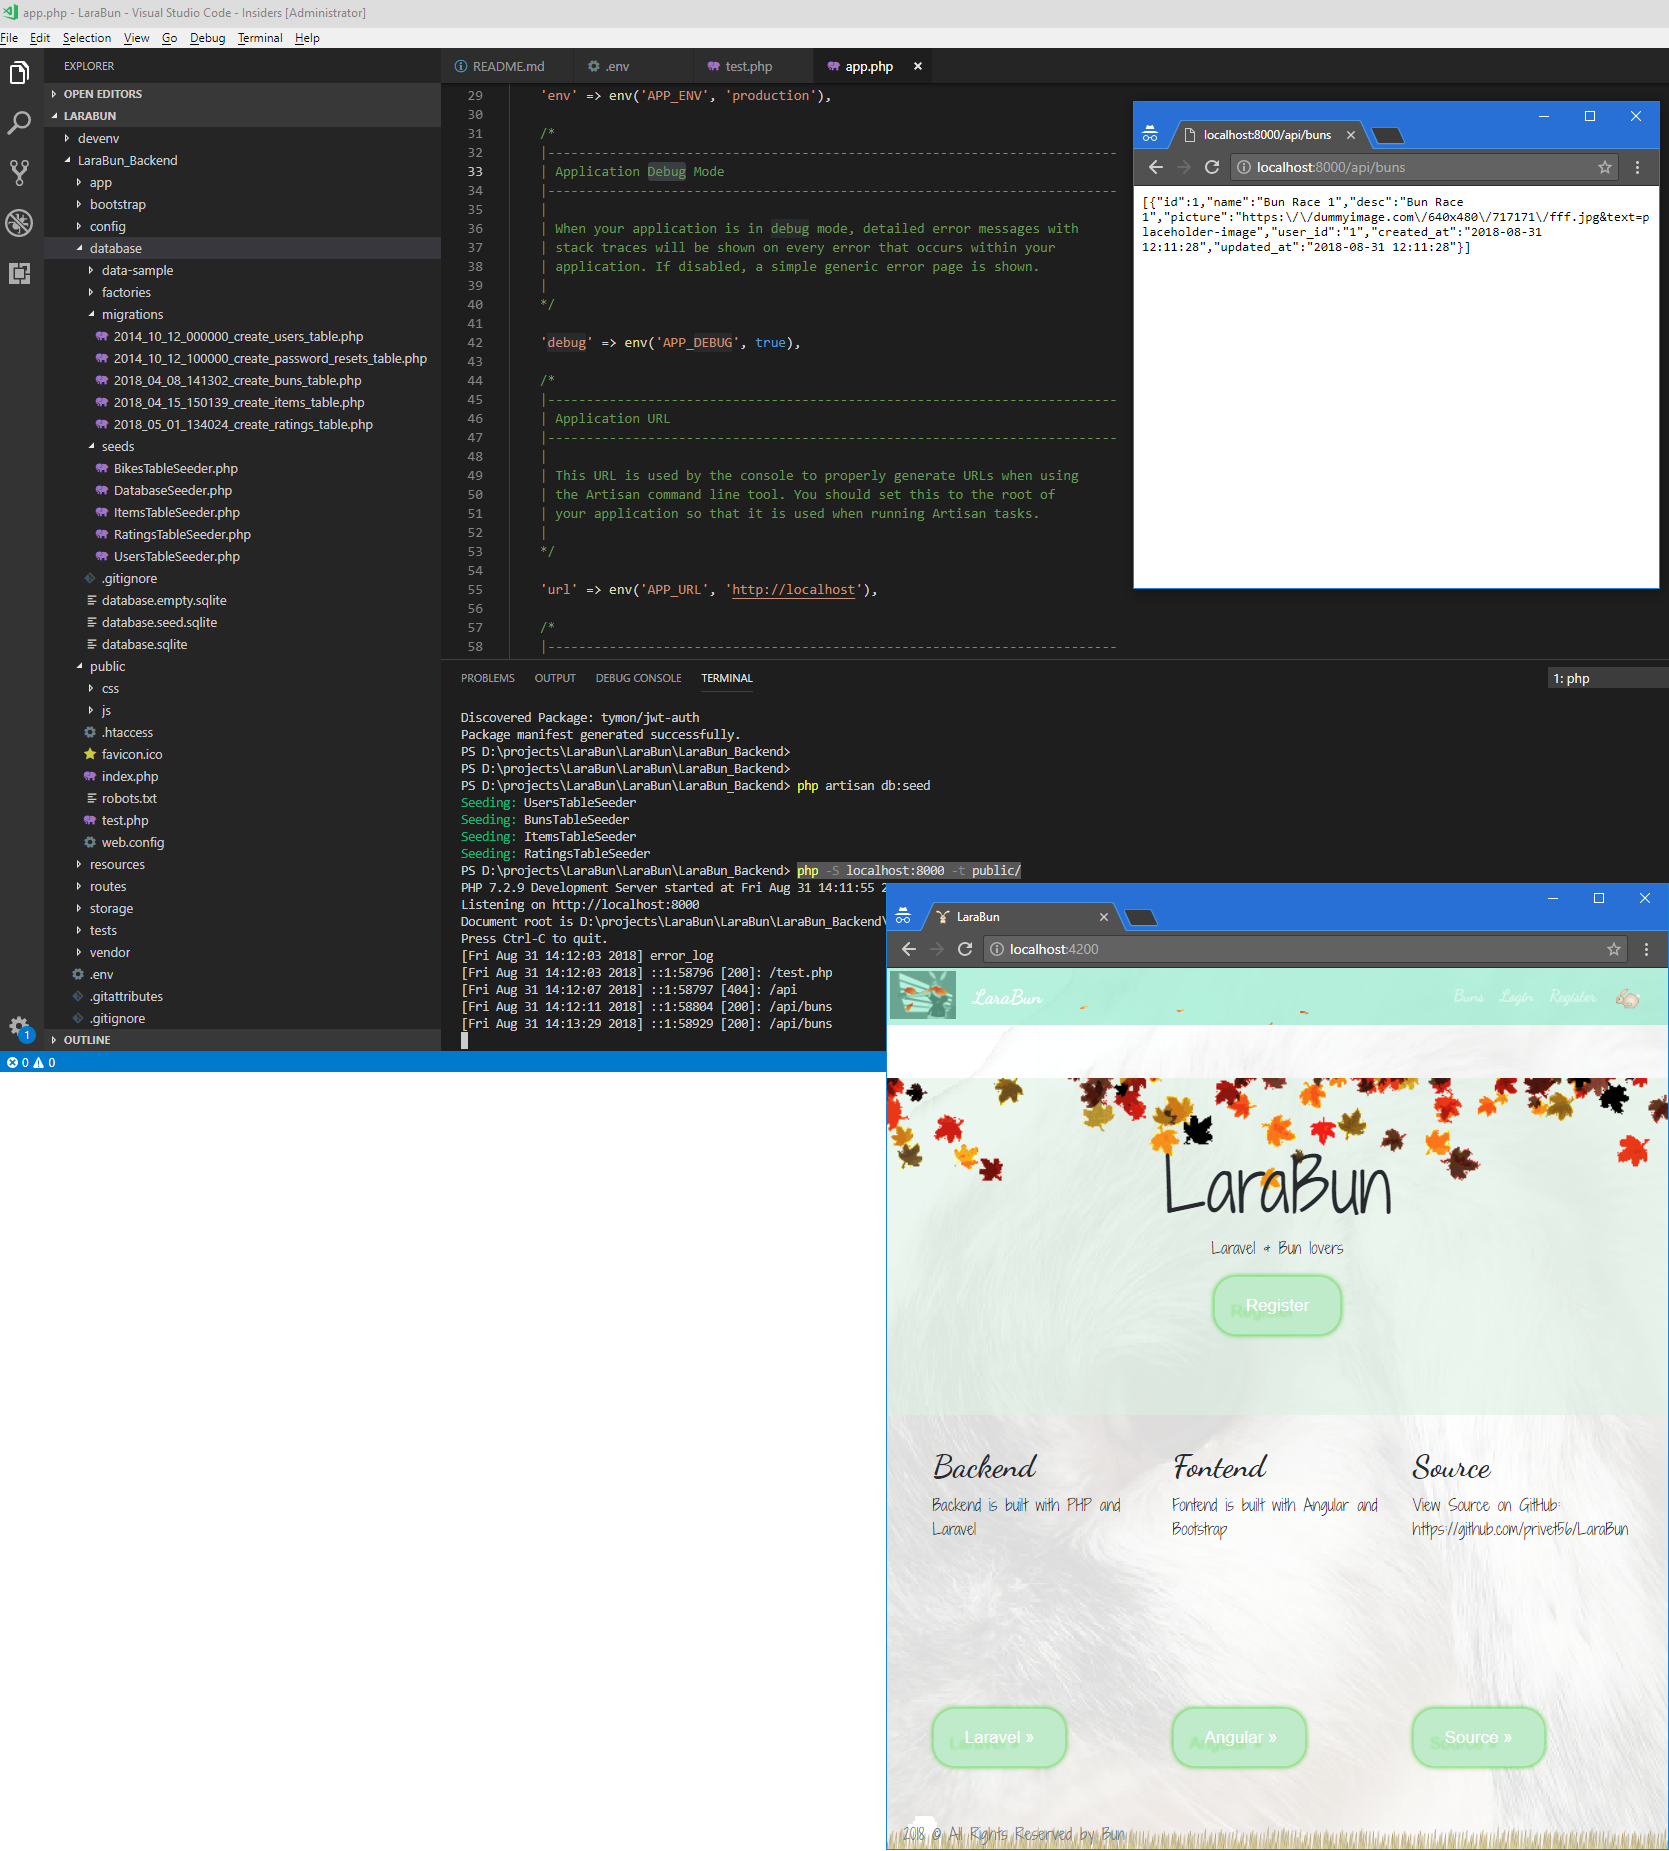 app.php - LaraBun - Visual Studio Code - Insiders [Administrator]
File Edit Selection View Go Debug Terminal Help
EXPLORER
OPEN EDITORS
LARABUN
devenv
LaraBun_Backend
app
bootstrap
config
database
data-sample
factories
migrations
2014_10_12_000000_create_users_table.php
2014_10_12_100000_create_password_resets_table.php
2018_04_08_141302_create_buns_table.php
2018_04_15_150139_create_items_table.php
2018_05_01_134024_create_ratings_table.php
seeds
BikesTableSeeder.php
DatabaseSeeder.php
ItemsTableSeeder.php
RatingsTableSeeder.php
UsersTableSeeder.php
.gitignore
database.empty.sqlite
database.seed.sqlite
database.sqlite
public
css
js
.htaccess
favicon.ico
index.php
robots.txt
test.php
web.config
resources
routes
storage
tests
vendor
.env
.gitattributes
.gitignore
OUTLINE
1
0 0
README.md .env test.php app.php
29 'env' => env('APP_ENV', 'production'),
30
31 /*
32 |--------------------------------------------------------------------------
33 | Application Debug Mode
34 |--------------------------------------------------------------------------
35 |
36 | When your application is in debug mode, detailed error messages with
37 | stack traces will be shown on every error that occurs within your
38 | application. If disabled, a simple generic error page is shown.
39 |
40 */
41
42 'debug' => env('APP_DEBUG', true),
43
44 /*
45 |--------------------------------------------------------------------------
46 | Application URL
47 |--------------------------------------------------------------------------
48 |
49 | This URL is used by the console to properly generate URLs when using
50 | the Artisan command line tool. You should set this to the root of
51 | your application so that it is used when running Artisan tasks.
52 |
53 */
54
55 'url' => env('APP_URL', 'http://localhost'),
56
57 /*
58 |--------------------------------------------------------------------------
localhost:8000/api/buns
localhost:8000/api/buns
[{"id":1,"name":"Bun Race 1","desc":"Bun Race
1","picture":"https:\/\/dummyimage.com\/640x480\/717171\/fff.jpg&text=p
laceholder-image","user_id":"1","created_at":"2018-08-31
12:11:28","updated_at":"2018-08-31 12:11:28"}]
PROBLEMS OUTPUT DEBUG CONSOLE TERMINAL
1: php
Discovered Package: tymon/jwt-auth
Package manifest generated successfully.
PS D:\projects\LaraBun\LaraBun\LaraBun_Backend>
PS D:\projects\LaraBun\LaraBun\LaraBun_Backend>
PS D:\projects\LaraBun\LaraBun\LaraBun_Backend> php artisan db:seed
Seeding: UsersTableSeeder
Seeding: BunsTableSeeder
Seeding: ItemsTableSeeder
Seeding: RatingsTableSeeder
PS D:\projects\LaraBun\LaraBun\LaraBun_Backend> php -S localhost:8000 -t public/
PHP 7.2.9 Development Server started at Fri Aug 31 14:11:55 2
Listening on http://localhost:8000
Document root is D:\projects\LaraBun\LaraBun\LaraBun_Backend\
Press Ctrl-C to quit.
[Fri Aug 31 14:12:03 2018] error_log
[Fri Aug 31 14:12:03 2018] ::1:58796 [200]: /test.php
[Fri Aug 31 14:12:07 2018] ::1:58797 [404]: /api
[Fri Aug 31 14:12:11 2018] ::1:58804 [200]: /api/buns
[Fri Aug 31 14:13:29 2018] ::1:58929 [200]: /api/buns
LaraBun
localhost:4200
LaraBun
Buns Login Register
LaraBun
Laravel & Bun lovers
Register
Backend
Backend is built with PHP and
Laravel
Laravel »
Fontend
Fontend is built with Angular and
Bootstrap
Angular »
Source
View Source on GitHub:
https://github.com/privet56/LaraBun
Source »
2018 © All Rights Reserved by Bun